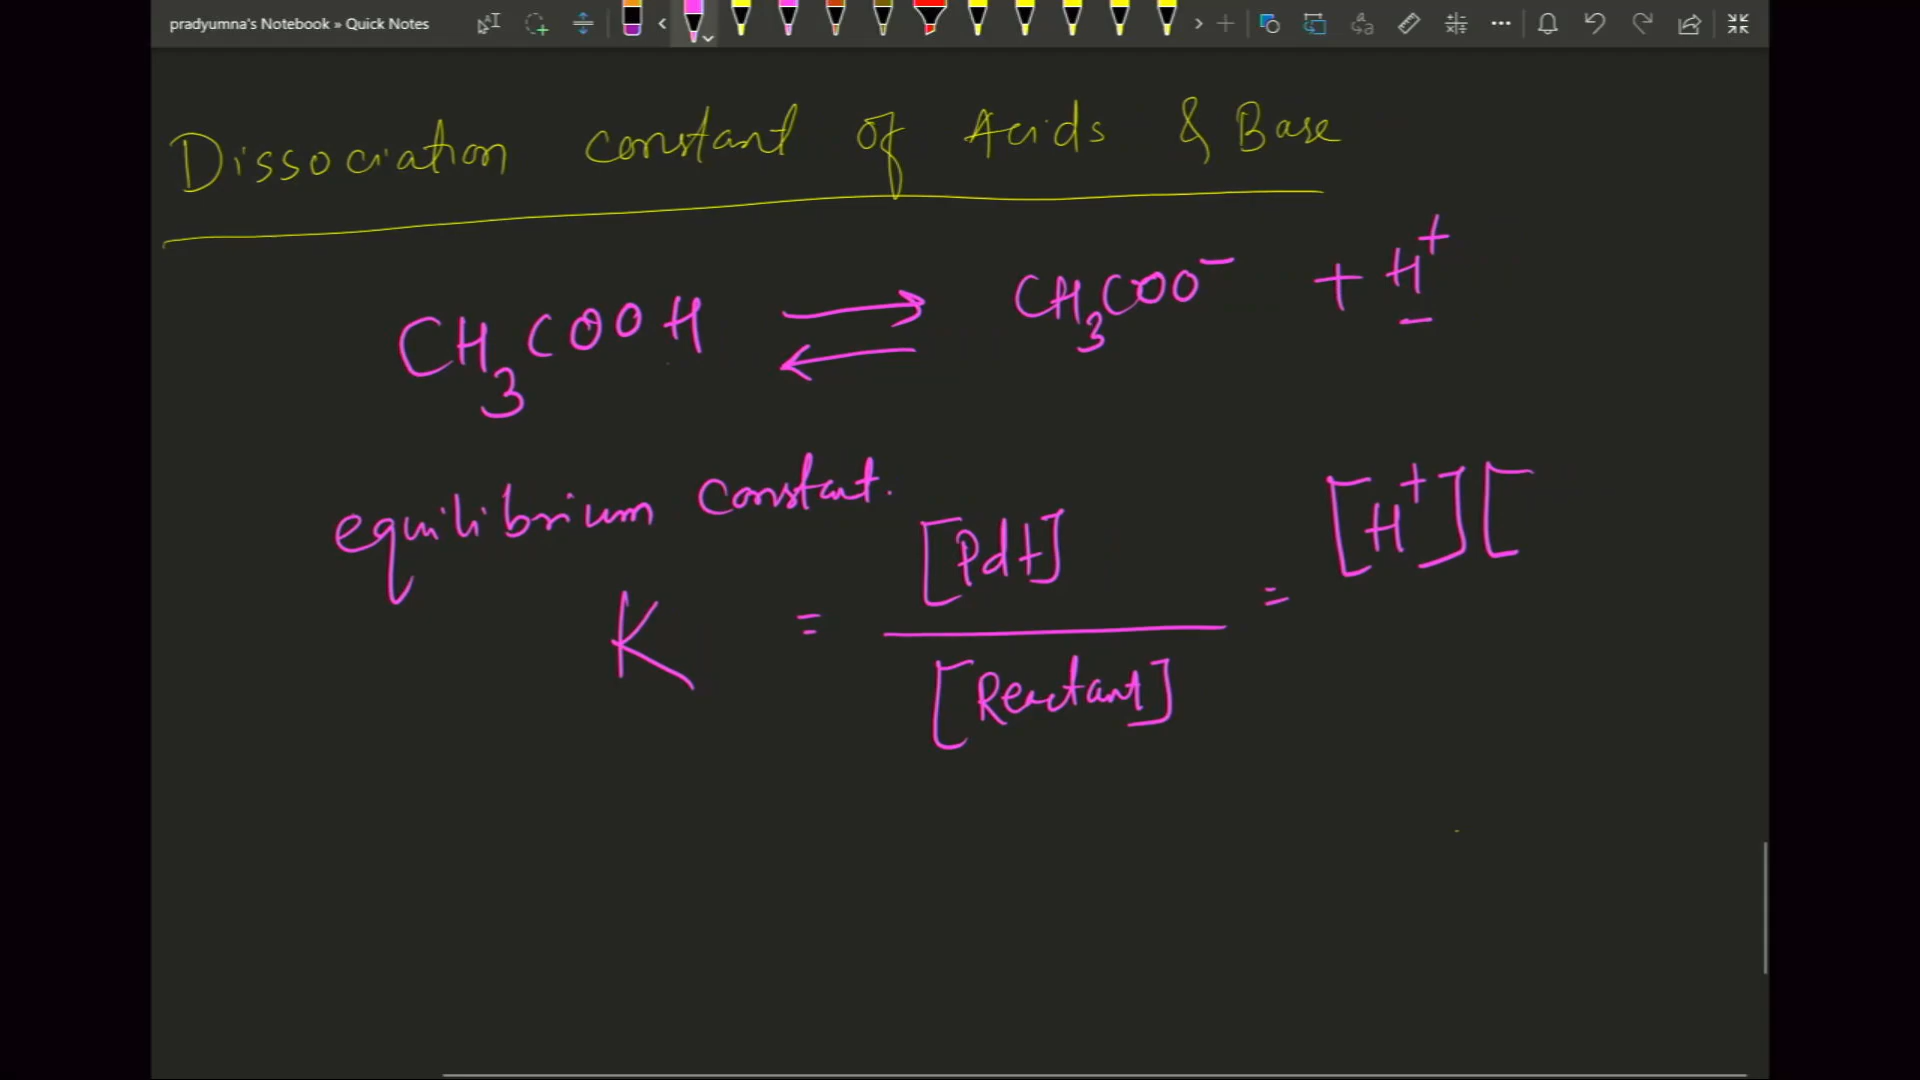 pradyumna's Notebook » Quick Notes
Dissociation constant of Acids & Base
CH₃COOH ⇌ CH₃COO⁻ + H⁺
equilibrium constant.
K = [Pdt] / [Reactant] = [H⁺][